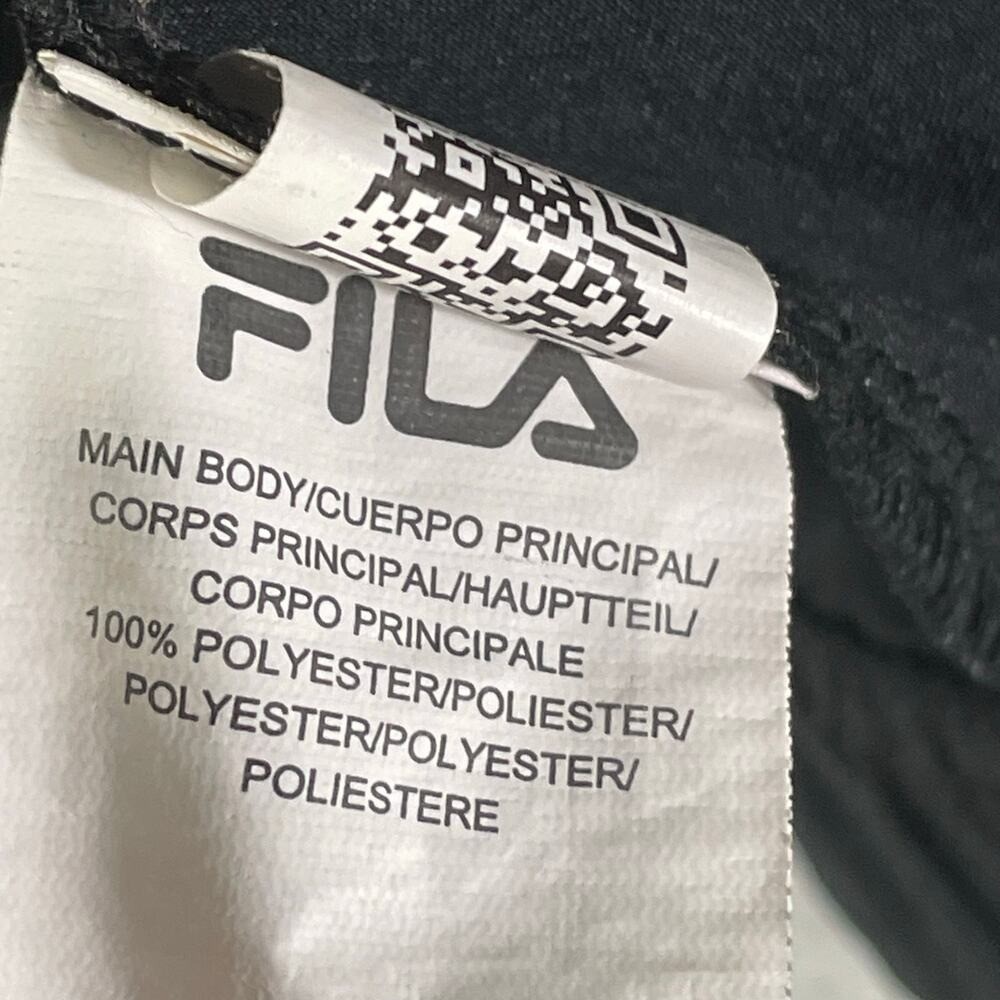 FILA
MAIN BODY/CUERPO PRINCIPAL/
CORPS PRINCIPAL/HAUPTTEIL/
CORPO PRINCIPALE
100% POLYESTER/POLIESTER/
POLYESTER/POLYESTER/
POLIESTERE